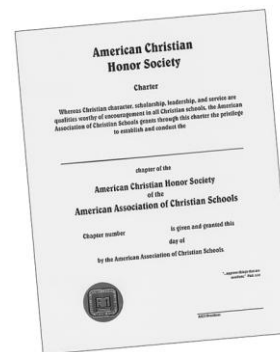 American Christian
Honor Society
Charter
Whereas Christian character, scholarship, leadership, and service are
qualities worthy of encouragement in all Christian schools, the American
Association of Christian Schools grants through this charter the privilege
to establish and conduct the
chapter of the
American Christian Honor Society
of the
American Association of Christian Schools
Chapter number is given and granted this
day of
by the American Association of Christian Schools